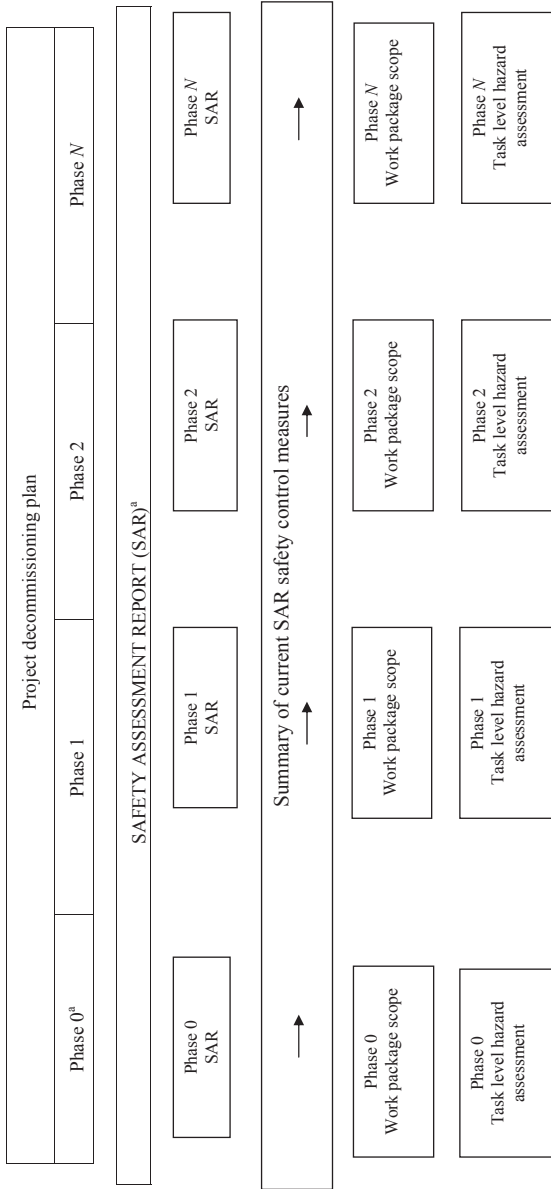 Project decommissioning plan
Phase 0a
Phase 1
Phase 2
Phase N
SAFETY ASSESSMENT REPORT (SAR)a
Phase 0
SAR
Phase 1
SAR
Phase 2
SAR
Phase N
SAR
Summary of current SAR safety control measures
Phase 0
Work package scope
Phase 1
Work package scope
Phase 2
Work package scope
Phase N
Work package scope
Phase 0
Task level hazard
assessment
Phase 1
Task level hazard
assessment
Phase 2
Task level hazard
assessment
Phase N
Task level hazard
assessment